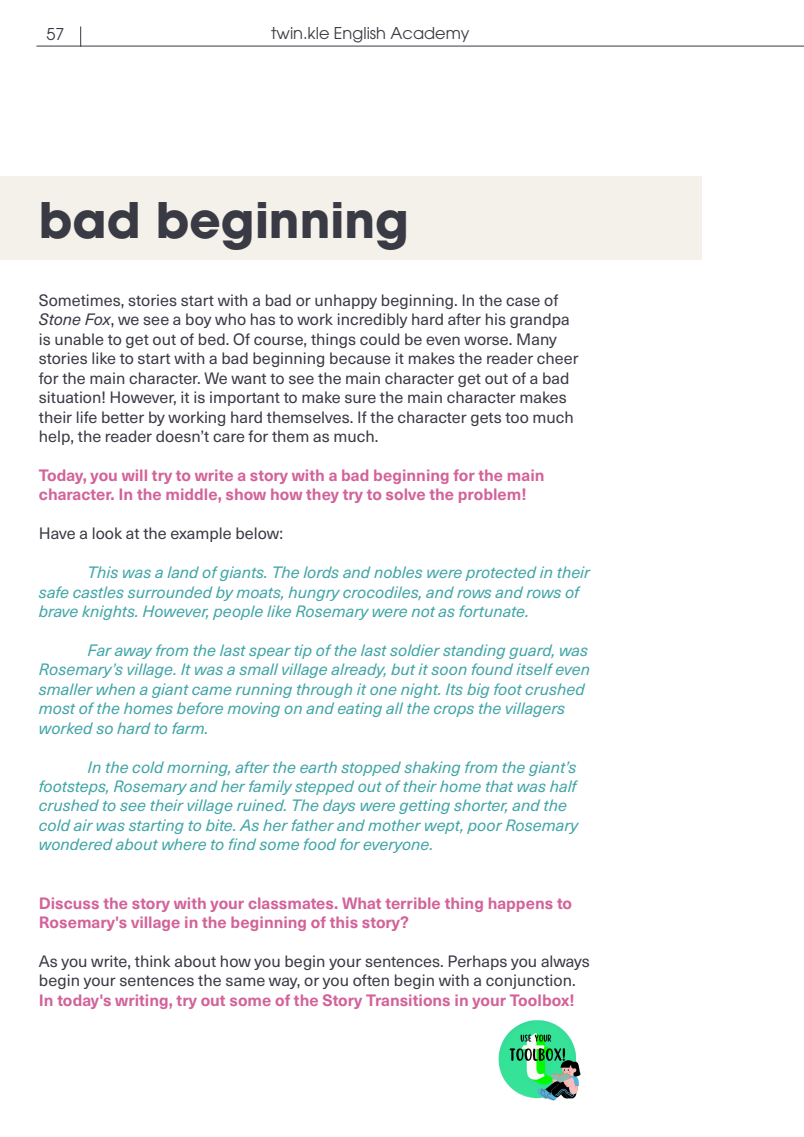 57
twin.kle English Academy
bad beginning
Sometimes, stories start with a bad or unhappy beginning. In the case of
Stone Fox, we see a boy who has to work incredibly hard after his grandpa
is unable to get out of bed. Of course, things could be even worse. Many
stories like to start with a bad beginning because it makes the reader cheer
for the main character. We want to see the main character get out of a bad
situation! However, it is important to make sure the main character makes
their life better by working hard themselves. If the character gets too much
help, the reader doesn't care for them as much.
Today, you will try to write a story with a bad beginning for the main
character. In the middle, show how they try to solve the problem!
Have a look at the example below:
This was a land of giants. The lords and nobles were protected in their
safe castles surrounded by moats, hungry crocodiles, and rows and rows of
brave knights. However, people like Rosemary were not as fortunate.
Far away from the last spear tip of the last soldier standing guard, was
Rosemary's village. It was a small village already, but it soon found itself even
smaller when a giant came running through it one night. Its big foot crushed
most of the homes before moving on and eating all the crops the villagers
worked so hard to farm.
In the cold morning, after the earth stopped shaking from the giant's
footsteps, Rosemary and her family stepped out of their home that was half
crushed to see their village ruined. The days were getting shorter, and the
cold air was starting to bite. As her father and mother wept, poor Rosemary
wondered about where to find some food for everyone.
Discuss the story with your classmates. What terrible thing happens to
Rosemary's village in the beginning of this story?
As you write, think about how you begin your sentences. Perhaps you always
begin your sentences the same way, or you often begin with a conjunction.
In today's writing, try out some of the Story Transitions in your Toolbox!
USE YOUR
TOOLBOX!
t